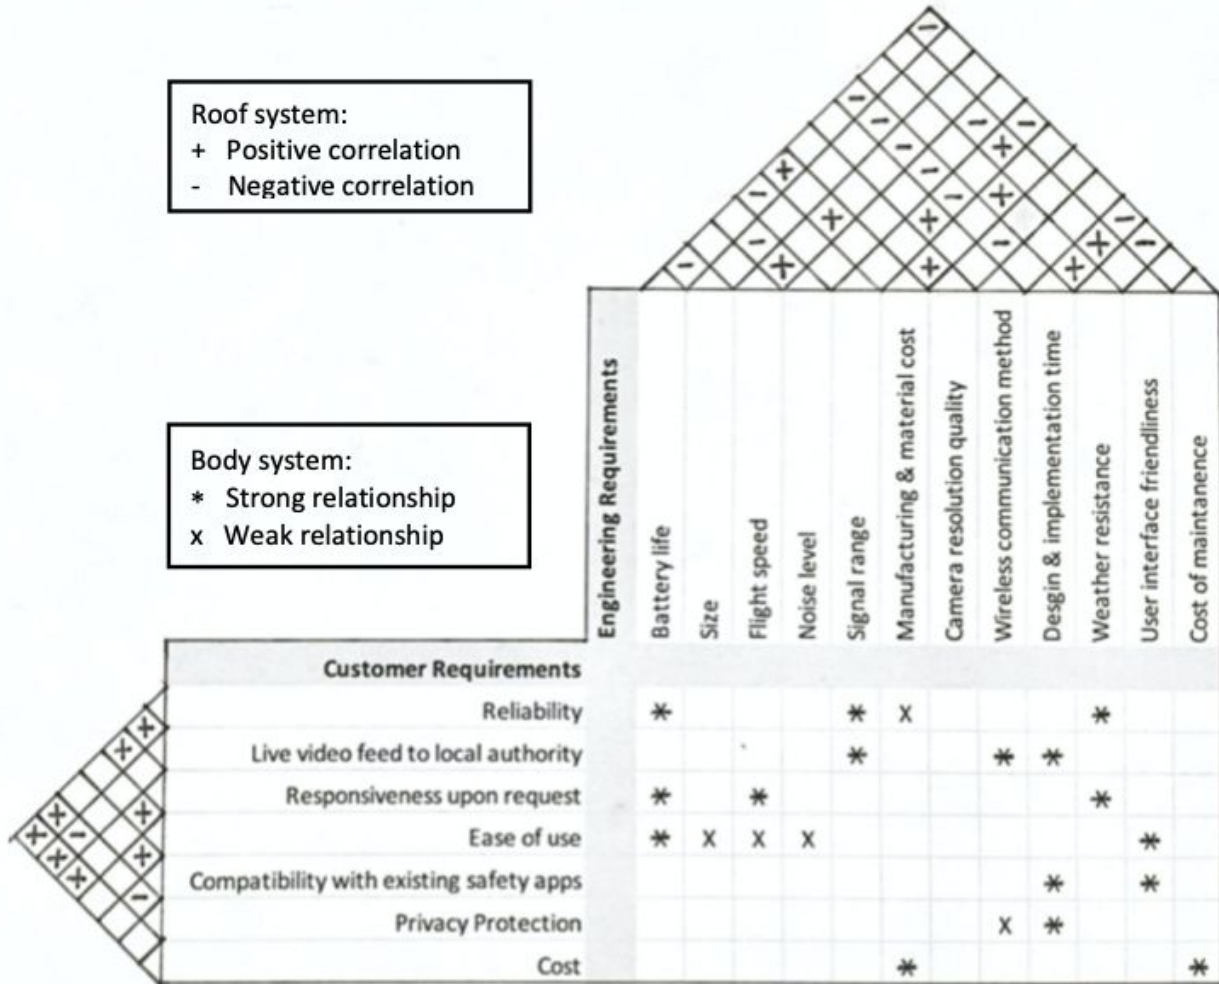 Roof system:
+ Positive correlation
- Negative correlation
Body system:
* Strong relationship
x Weak relationship
Engineering Requirements
Battery life
Size
Flight speed
Noise level
Signal range
Manufacturing & material cost
Camera resolution quality
Wireless communication method
Desgin & implementation time
Weather resistance
User interface friendliness
Cost of maintanence
Customer Requirements
Reliability * * x *
Live video feed to local authority * * *
Responsiveness upon request * * *
Ease of use * x x x *
Compatibility with existing safety apps * *
Privacy Protection x *
Cost * *